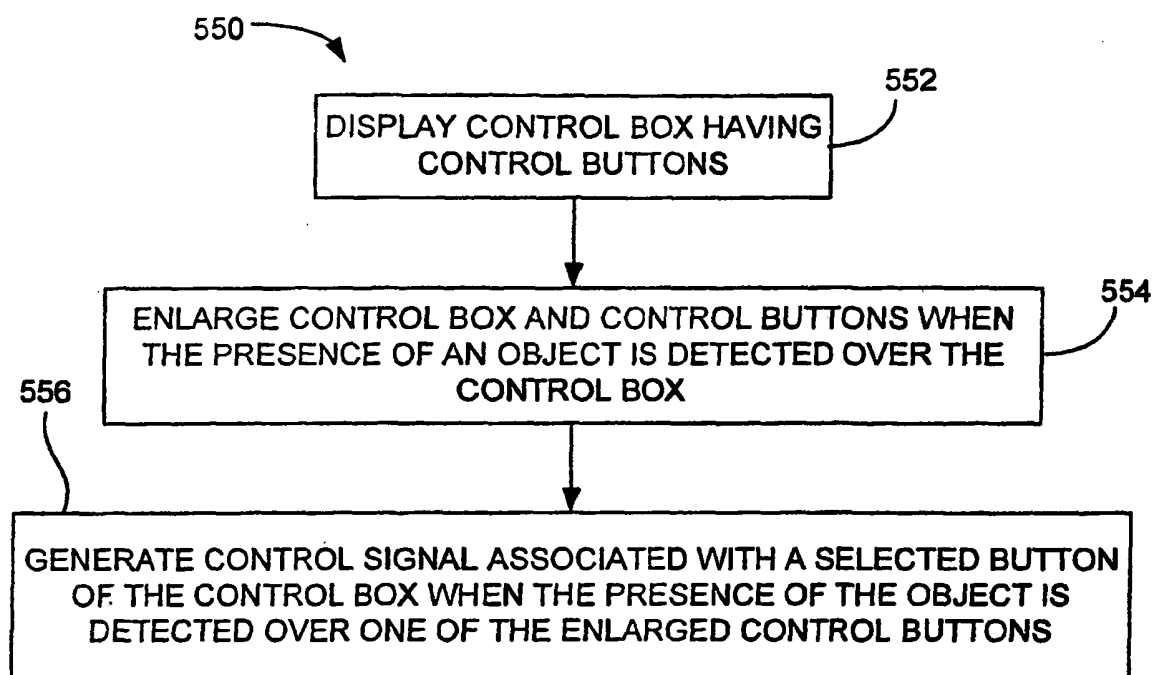 550
552
DISPLAY CONTROL BOX HAVING
CONTROL BUTTONS
554
ENLARGE CONTROL BOX AND CONTROL BUTTONS WHEN
THE PRESENCE OF AN OBJECT IS DETECTED OVER THE
CONTROL BOX
556
GENERATE CONTROL SIGNAL ASSOCIATED WITH A SELECTED BUTTON
OF THE CONTROL BOX WHEN THE PRESENCE OF THE OBJECT IS
DETECTED OVER ONE OF THE ENLARGED CONTROL BUTTONS